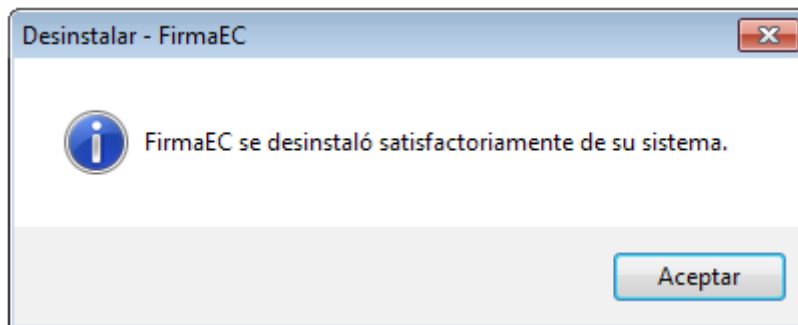 Desinstalar - FirmaEC
FirmaEC se desinstaló satisfactoriamente de su sistema.
Aceptar